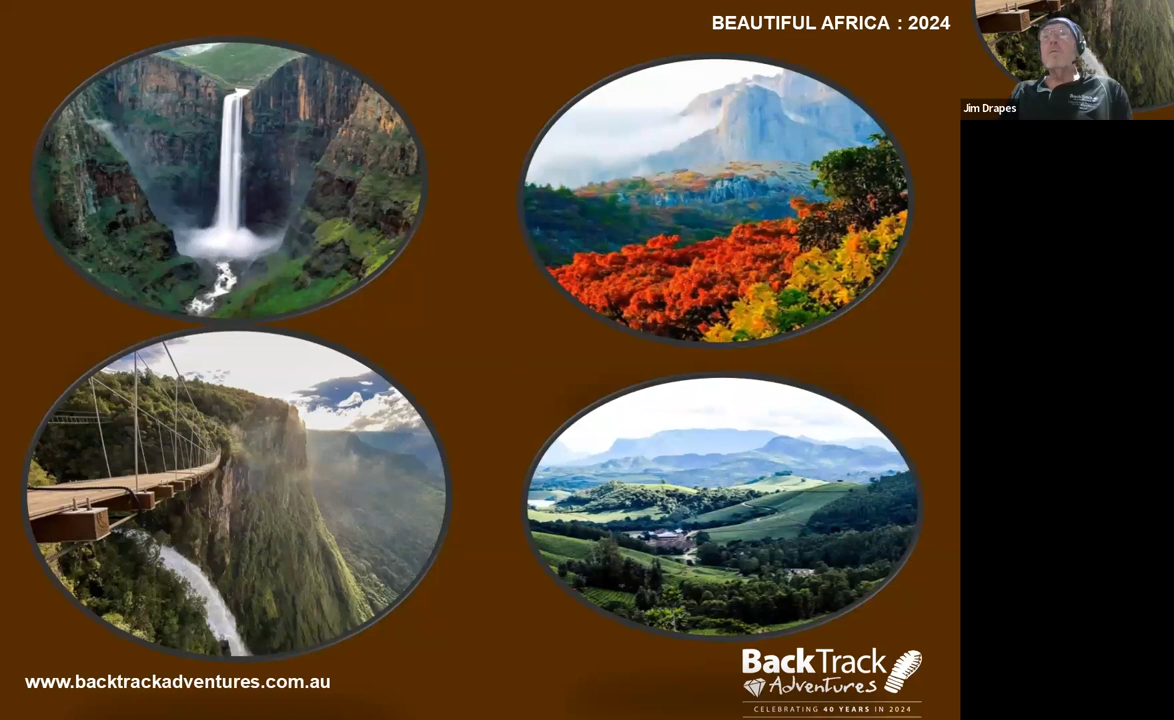 BEAUTIFUL AFRICA : 2024
Jim Drapes
www.backtrackadventures.com.au
BackTrack
Adventures
CELEBRATING 40 YEARS IN 2024